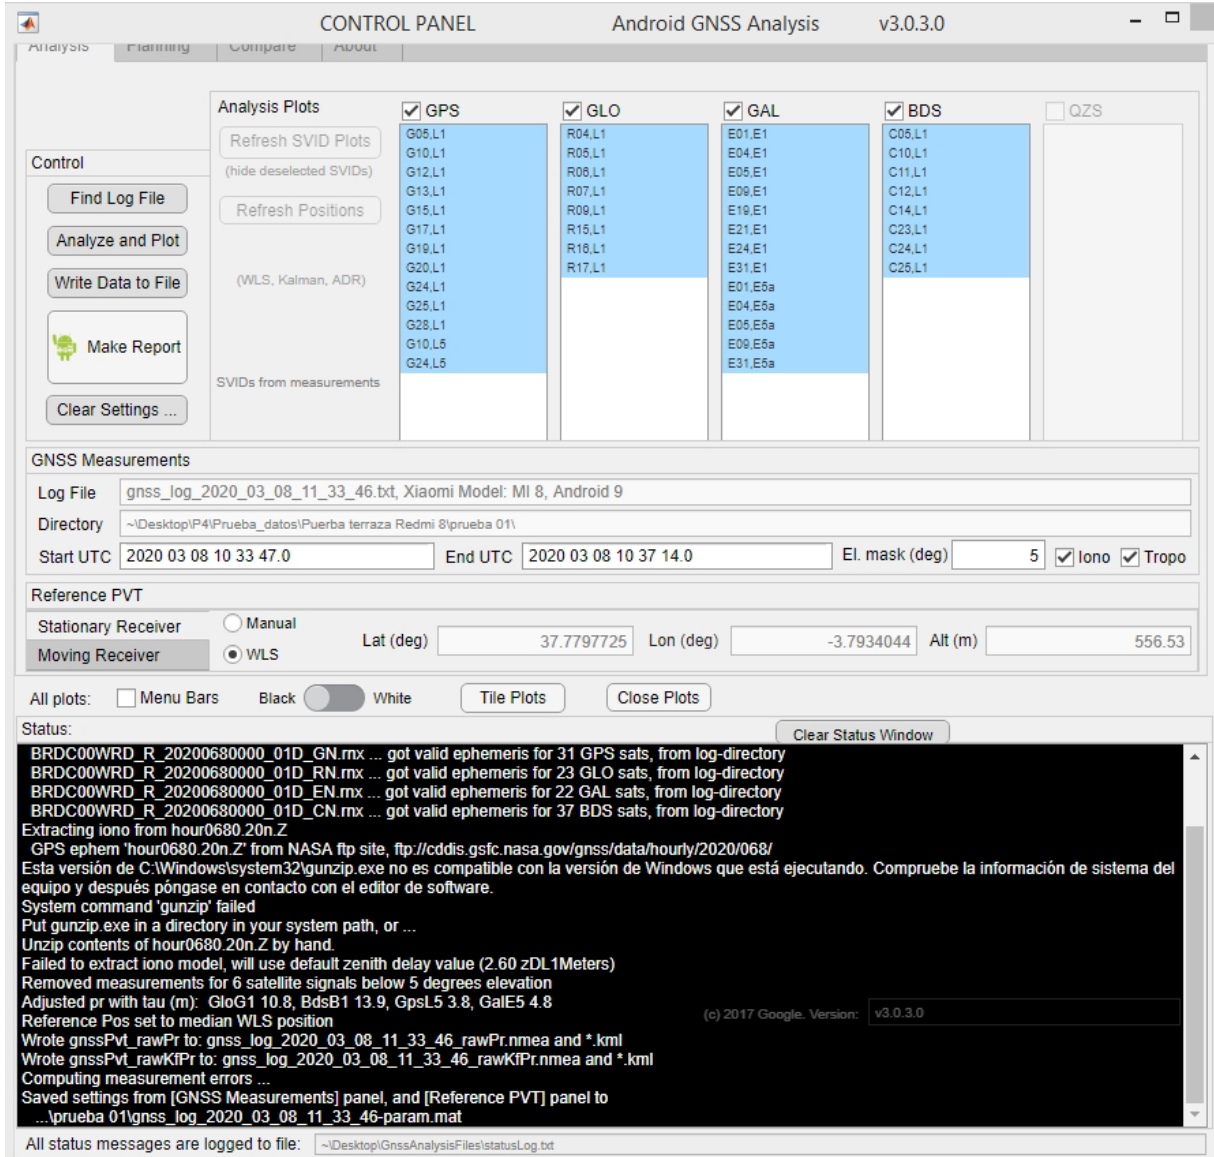 CONTROL PANEL Android GNSS Analysis v3.0.3.0
Analysis Planning Compare About
Analysis Plots
GPS
GLO
GAL
BDS
QZS
Refresh SVID Plots
(hide deselected SVIDs)
Refresh Positions
(WLS, Kalman, ADR)
SVIDs from measurements
Control
Find Log File
Analyze and Plot
Write Data to File
Make Report
Clear Settings ...
G05,L1
G10,L1
G12,L1
G13,L1
G15,L1
G17,L1
G19,L1
G20,L1
G24,L1
G25,L1
G28,L1
G10,L5
G24,L5
R04,L1
R05,L1
R06,L1
R07,L1
R09,L1
R15,L1
R16,L1
R17,L1
E01,E1
E04,E1
E05,E1
E09,E1
E19,E1
E21,E1
E24,E1
E31,E1
E01,E5a
E04,E5a
E05,E5a
E09,E5a
E31,E5a
C05,L1
C10,L1
C11,L1
C12,L1
C14,L1
C23,L1
C24,L1
C25,L1
GNSS Measurements
Log File gnss_log_2020_03_08_11_33_46.txt, Xiaomi Model: MI 8, Android 9
Directory ~\Desktop\P4\Prueba_datos\Puerba terraza Redmi 8\prueba 01\
Start UTC 2020 03 08 10 33 47.0 End UTC 2020 03 08 10 37 14.0 El. mask (deg) 5 Iono Tropo
Reference PVT
Stationary Receiver
Moving Receiver
Manual
WLS
Lat (deg) 37.7797725 Lon (deg) -3.7934044 Alt (m) 556.53
All plots: Menu Bars Black White Tile Plots Close Plots
Status: Clear Status Window
BRDC00WRD_R_20200680000_01D_GN.rnx ... got valid ephemeris for 31 GPS sats, from log-directory
BRDC00WRD_R_20200680000_01D_RN.rnx ... got valid ephemeris for 23 GLO sats, from log-directory
BRDC00WRD_R_20200680000_01D_EN.rnx ... got valid ephemeris for 22 GAL sats, from log-directory
BRDC00WRD_R_20200680000_01D_CN.rnx ... got valid ephemeris for 37 BDS sats, from log-directory
Extracting iono from hour0680.20n.Z
GPS ephem 'hour0680.20n.Z' from NASA ftp site, ftp://cddis.gsfc.nasa.gov/gnss/data/hourly/2020/068/
Esta versión de C:\Windows\system32\gunzip.exe no es compatible con la versión de Windows que está ejecutando. Compruebe la información de sistema del
equipo y después póngase en contacto con el editor de software.
System command 'gunzip' failed
Put gunzip.exe in a directory in your system path, or ...
Unzip contents of hour0680.20n.Z by hand.
Failed to extract iono model, will use default zenith delay value (2.60 zDL1Meters)
Removed measurements for 6 satellite signals below 5 degrees elevation
Adjusted pr with tau (m): GloG1 10.8, BdsB1 13.9, GpsL5 3.8, GalE5 4.8
Reference Pos set to median WLS position
(c) 2017 Google. Version: v3.0.3.0
Wrote gnssPvt_rawPr to: gnss_log_2020_03_08_11_33_46_rawPr.nmea and *.kml
Wrote gnssPvt_rawKfPr to: gnss_log_2020_03_08_11_33_46_rawKfPr.nmea and *.kml
Computing measurement errors ...
Saved settings from [GNSS Measurements] panel, and [Reference PVT] panel to
...\prueba 01\gnss_log_2020_03_08_11_33_46-param.mat
All status messages are logged to file: ~\Desktop\GnssAnalysisFiles\statusLog.txt